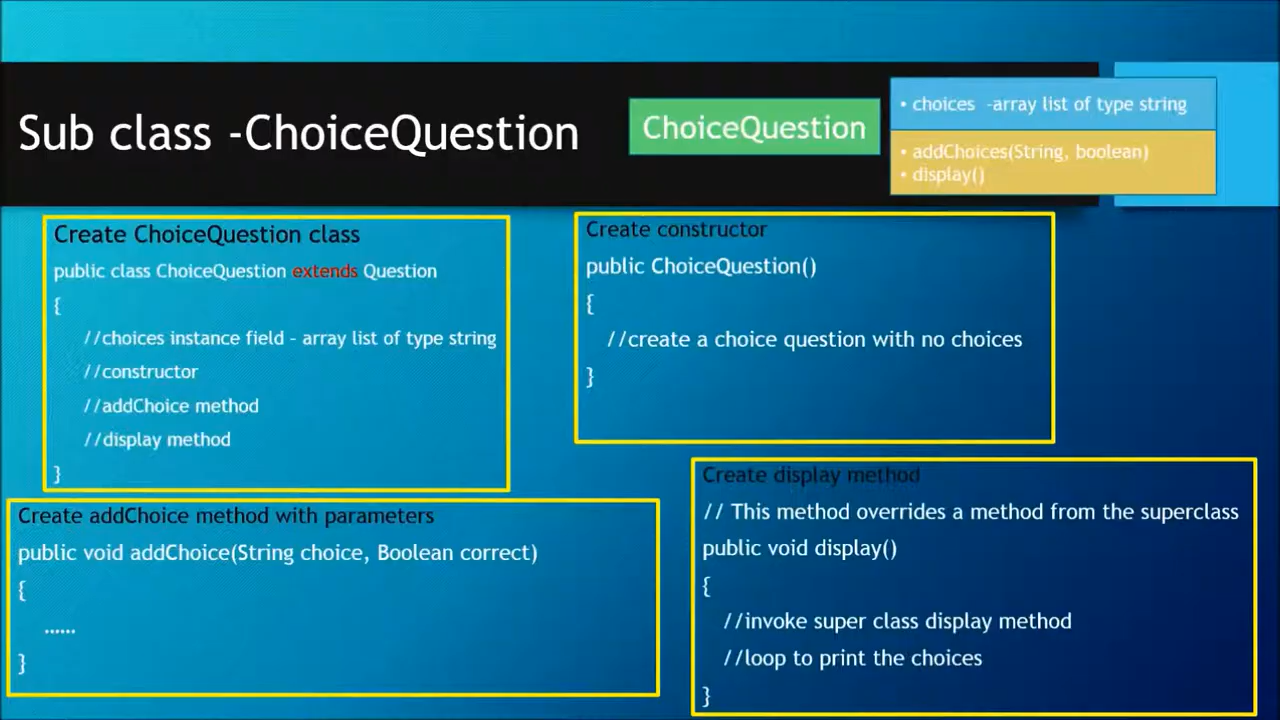 Sub class -ChoiceQuestion
ChoiceQuestion
• choices -array list of type string
• addChoices(String, boolean)
• display()
Create ChoiceQuestion class
public class ChoiceQuestion extends Question
{
//choices instance field – array list of type string
//constructor
//addChoice method
//display method
}
Create constructor
public ChoiceQuestion()
{
//create a choice question with no choices
}
Create addChoice method with parameters
public void addChoice(String choice, Boolean correct)
{
......
}
Create display method
// This method overrides a method from the superclass
public void display()
{
//invoke super class display method
//loop to print the choices
}